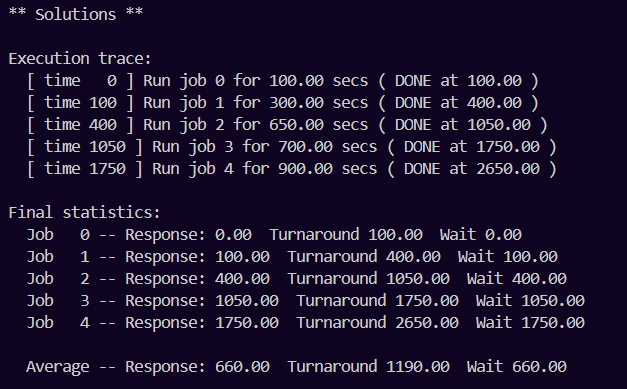 ** Solutions **
Execution trace:
[ time   0 ] Run job 0 for 100.00 secs ( DONE at 100.00 )
[ time 100 ] Run job 1 for 300.00 secs ( DONE at 400.00 )
[ time 400 ] Run job 2 for 650.00 secs ( DONE at 1050.00 )
[ time 1050 ] Run job 3 for 700.00 secs ( DONE at 1750.00 )
[ time 1750 ] Run job 4 for 900.00 secs ( DONE at 2650.00 )
Final statistics:
Job   0 -- Response: 0.00  Turnaround 100.00  Wait 0.00
Job   1 -- Response: 100.00  Turnaround 400.00  Wait 100.00
Job   2 -- Response: 400.00  Turnaround 1050.00  Wait 400.00
Job   3 -- Response: 1050.00  Turnaround 1750.00  Wait 1050.00
Job   4 -- Response: 1750.00  Turnaround 2650.00  Wait 1750.00
Average -- Response: 660.00  Turnaround 1190.00  Wait 660.00